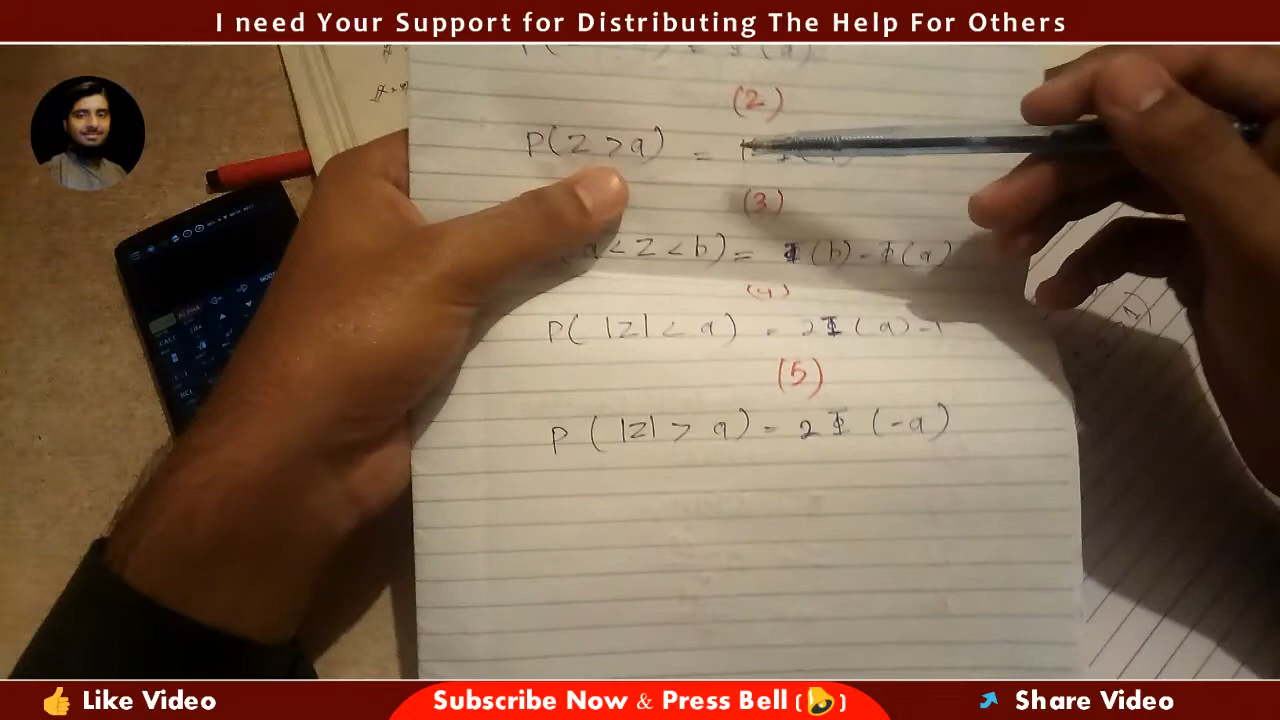 I need Your Support for Distributing The Help For Others
(2)
P(Z > a) =
(3)
< Z < b) = Φ(b) - Φ(a)
(4)
P( |Z| < a) = 2Φ(a) - 1
(5)
P( |Z| > a) = 2Φ(-a)
Like Video
Subscribe Now & Press Bell ( )
Share Video